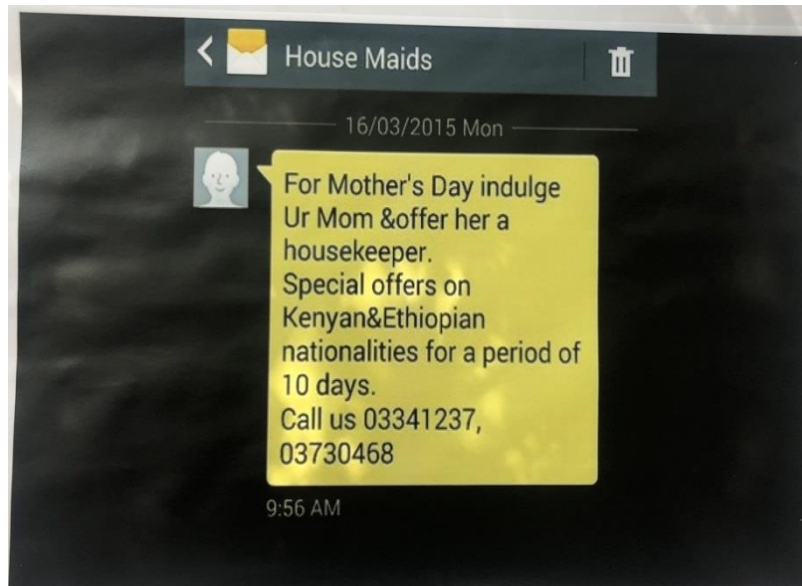 House Maids
16/03/2015 Mon
For Mother's Day indulge
Ur Mom &offer her a
housekeeper.
Special offers on
Kenyan&Ethiopian
nationalities for a period of
10 days.
Call us 03341237,
03730468
9:56 AM